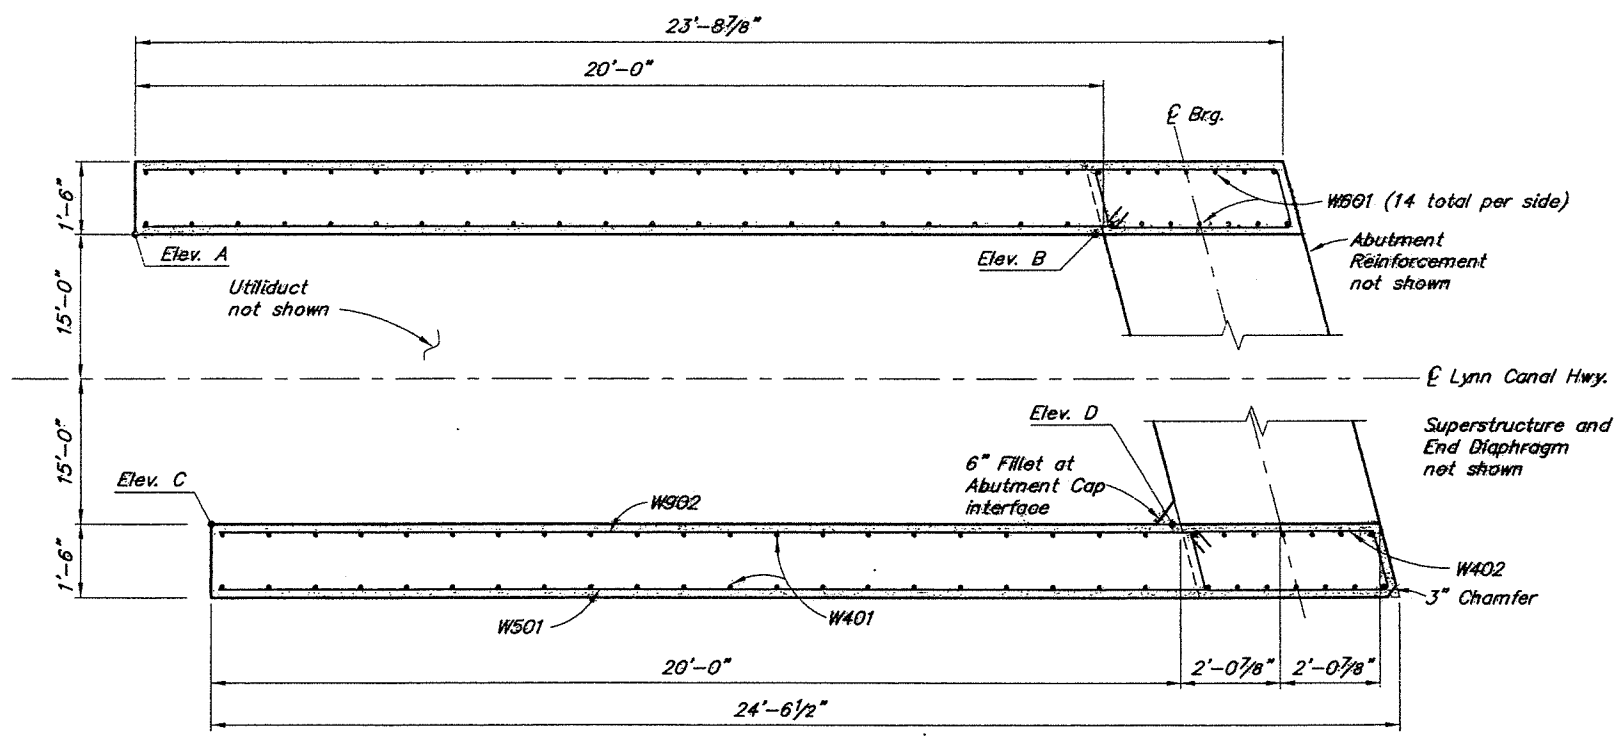 23'-8 7/8"
20'-0"
℄ Brg.
1'-6"
W601 (14 total per side)
Elev. A
Elev. B
Abutment
Reinforcement
not shown
Utiliduct
not shown
15'-0"
℄ Lynn Canal Hwy.
Elev. D
Superstructure and
End Diaphragm
not shown
15'-0"
6" Fillet at
Abutment Cap
interface
Elev. C
W902
1'-6"
W402
3" Chamfer
W501
W401
20'-0"
2'-0 7/8"
2'-0 7/8"
24'-6 1/2"